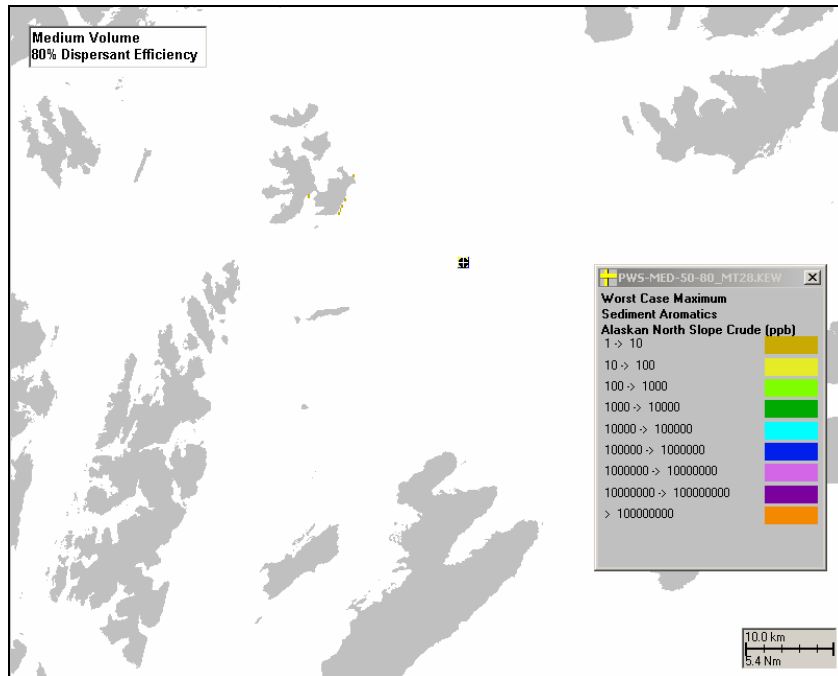 Medium Volume
80% Dispersant Efficiency
PWS-MED-50-80_MT28.KEW
Worst Case Maximum
Sediment Aromatics
Alaskan North Slope Crude (ppb)
1 -> 10
10 -> 100
100 -> 1000
1000 -> 10000
10000 -> 100000
100000 -> 1000000
1000000 -> 10000000
10000000 -> 100000000
> 100000000
10.0 km
5.4 Nm